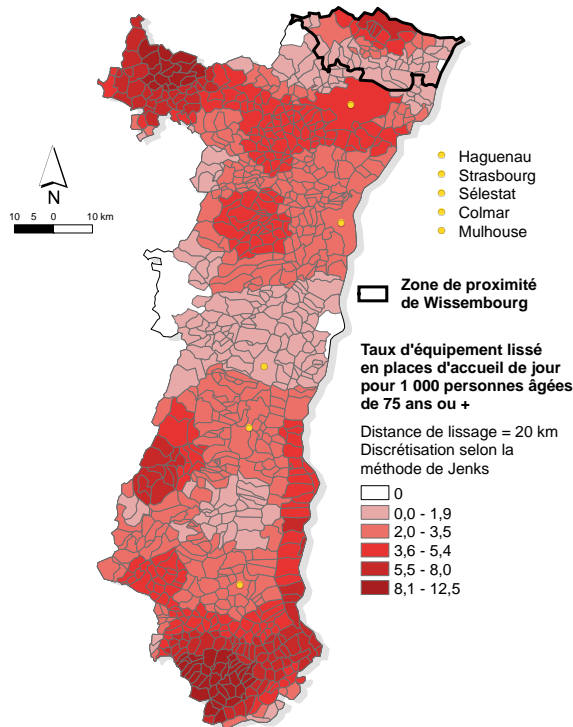 N
10 5 0 10 km
Haguenau
Strasbourg
Sélestat
Colmar
Mulhouse
Zone de proximité
de Wissembourg
Taux d'équipement lissé
en places d'accueil de jour
pour 1 000 personnes âgées
de 75 ans ou +
Distance de lissage = 20 km
Discrétisation selon la
méthode de Jenks
0
0,0 - 1,9
2,0 - 3,5
3,6 - 5,4
5,5 - 8,0
8,1 - 12,5